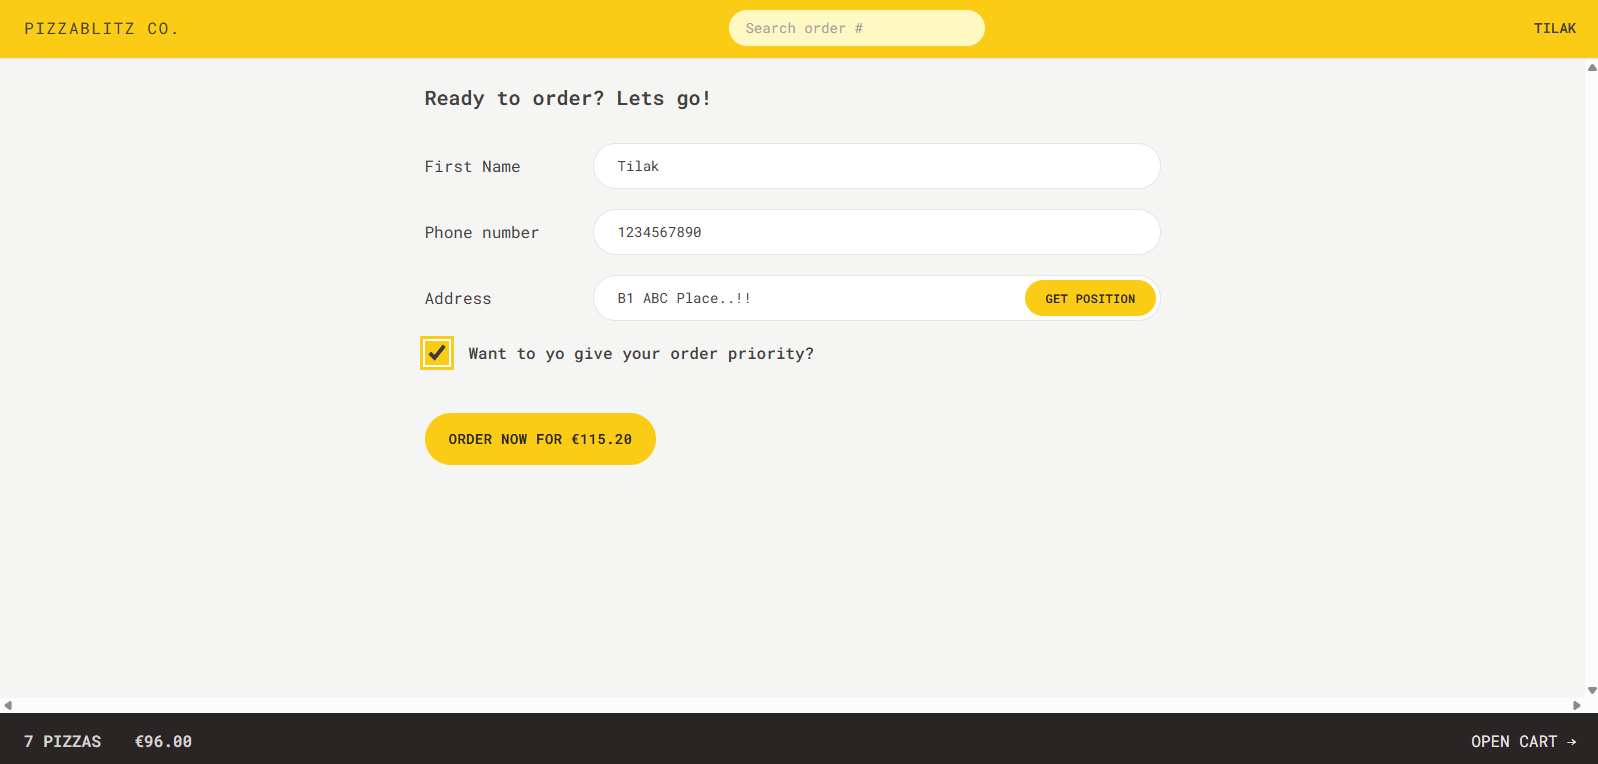 PIZZABLITZ CO.
Search order #
TILAK
Ready to order? Lets go!
First Name
Tilak
Phone number
1234567890
Address
B1 ABC Place..!!
GET POSITION
Want to yo give your order priority?
ORDER NOW FOR €115.20
7 PIZZAS
€96.00
OPEN CART →